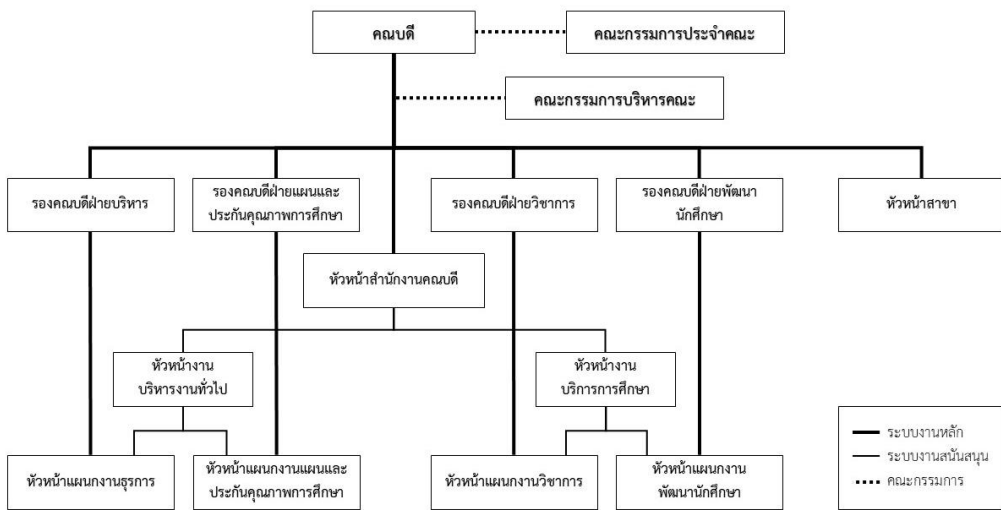 คณบดี
คณะกรรมการประจำคณะ
คณะกรรมการบริหารคณะ
รองคณบดีฝ่ายบริหาร
รองคณบดีฝ่ายแผนและ
ประกันคุณภาพการศึกษา
รองคณบดีฝ่ายวิชาการ
รองคณบดีฝ่ายพัฒนา
นักศึกษา
หัวหน้าสาขา
หัวหน้าสำนักงานคณบดี
หัวหน้างาน
บริหารงานทั่วไป
หัวหน้างาน
บริการการศึกษา
หัวหน้าแผนกงานธุรการ
หัวหน้าแผนกงานแผนและ
ประกันคุณภาพการศึกษา
หัวหน้าแผนกงานวิชาการ
หัวหน้าแผนกงาน
พัฒนานักศึกษา
ระบบงานหลัก
ระบบงานสนันสนุน
คณะกรรมการ